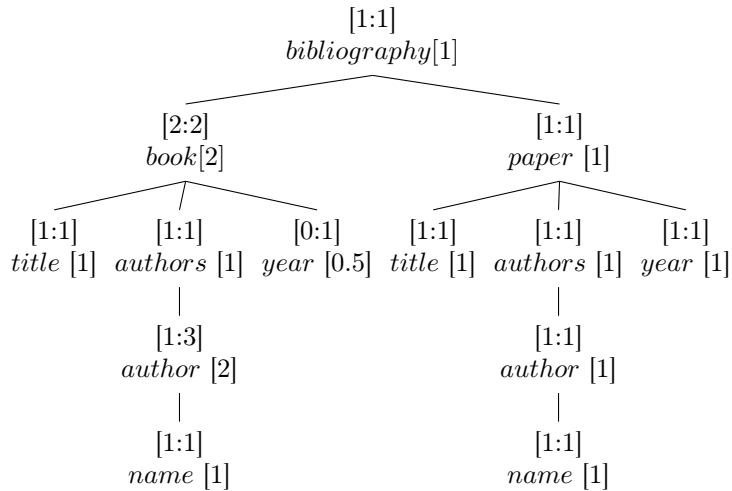 [1:1]
bibliography[1]
[2:2] [1:1]
book[2] paper [1]
[1:1] [1:1] [0:1] [1:1] [1:1] [1:1]
title [1] authors [1] year [0.5] title [1] authors [1] year [1]
[1:3] [1:1]
author [2] author [1]
[1:1] [1:1]
name [1] name [1]